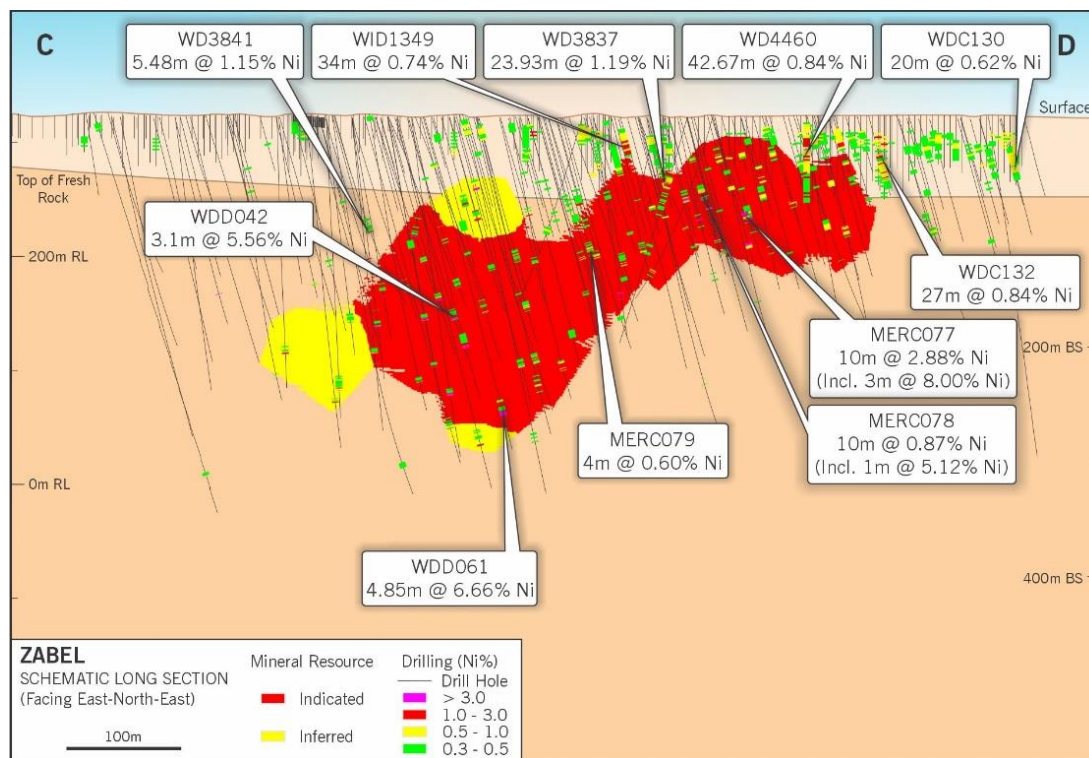 C
WD3841
5.48m @ 1.15% Ni
WID1349
34m @ 0.74% Ni
WD3837
23.93m @ 1.19% Ni
WD4460
42.67m @ 0.84% Ni
WDC130
20m @ 0.62% Ni
D
Surface
Top of Fresh
Rock
WDD042
3.1m @ 5.56% Ni
200m RL
WDC132
27m @ 0.84% Ni
MERC077
10m @ 2.88% Ni
(Incl. 3m @ 8.00% Ni)
200m BS
MERC078
10m @ 0.87% Ni
(Incl. 1m @ 5.12% Ni)
MERC079
4m @ 0.60% Ni
0m RL
WDD061
4.85m @ 6.66% Ni
400m BS
ZABEL
SCHEMATIC LONG SECTION
(Facing East-North-East)
100m
Mineral Resource
Indicated
Inferred
Drilling (Ni%)
Drill Hole
> 3.0
1.0 - 3.0
0.5 - 1.0
0.3 - 0.5